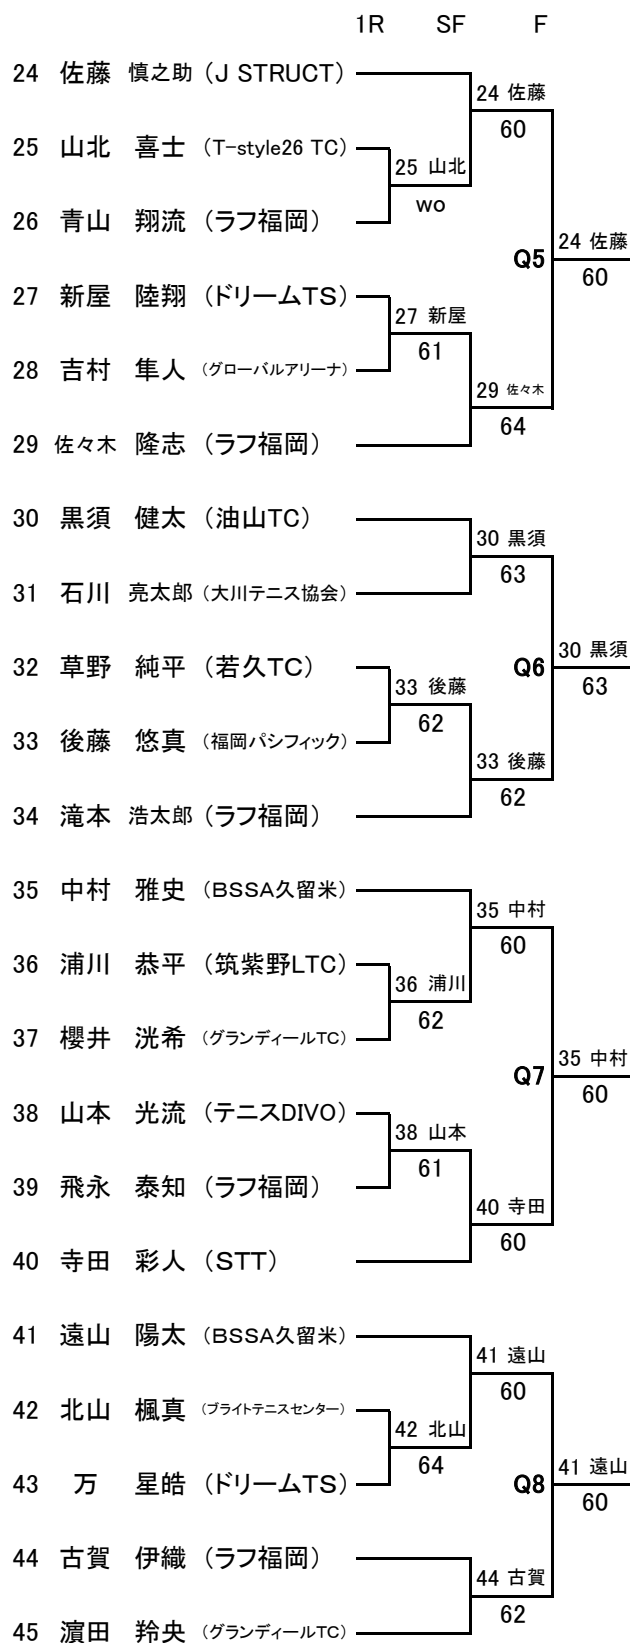 1R SF F
24 佐藤 慎之助 (J STRUCT)
24 佐藤
60
25 山北 喜士 (T-style26 TC)
25 山北
wo
26 青山 翔流 (ラフ福岡)
Q5
24 佐藤
60
27 新屋 陸翔 (ドリームTS)
27 新屋
61
28 吉村 隼人 (グローバルアリーナ)
29 佐々木
64
29 佐々木 隆志 (ラフ福岡)
30 黒須 健太 (油山TC)
30 黒須
63
31 石川 亮太郎 (大川テニス協会)
32 草野 純平 (若久TC)
Q6
30 黒須
63
33 後藤
62
33 後藤 悠真 (福岡パシフィック)
33 後藤
62
34 滝本 浩太郎 (ラフ福岡)
35 中村 雅史 (BSSA久留米)
35 中村
60
36 浦川 恭平 (筑紫野LTC)
36 浦川
62
37 櫻井 洸希 (グランディールTC)
Q7
35 中村
60
38 山本 光流 (テニスDIVO)
38 山本
61
39 飛永 泰知 (ラフ福岡)
40 寺田
60
40 寺田 彩人 (STT)
41 遠山 陽太 (BSSA久留米)
41 遠山
60
42 北山 楓真 (ブライトテニスセンター)
42 北山
64
43 万 星皓 (ドリームTS)
Q8
41 遠山
60
44 古賀 伊織 (ラフ福岡)
44 古賀
62
45 濵田 羚央 (グランディールTC)